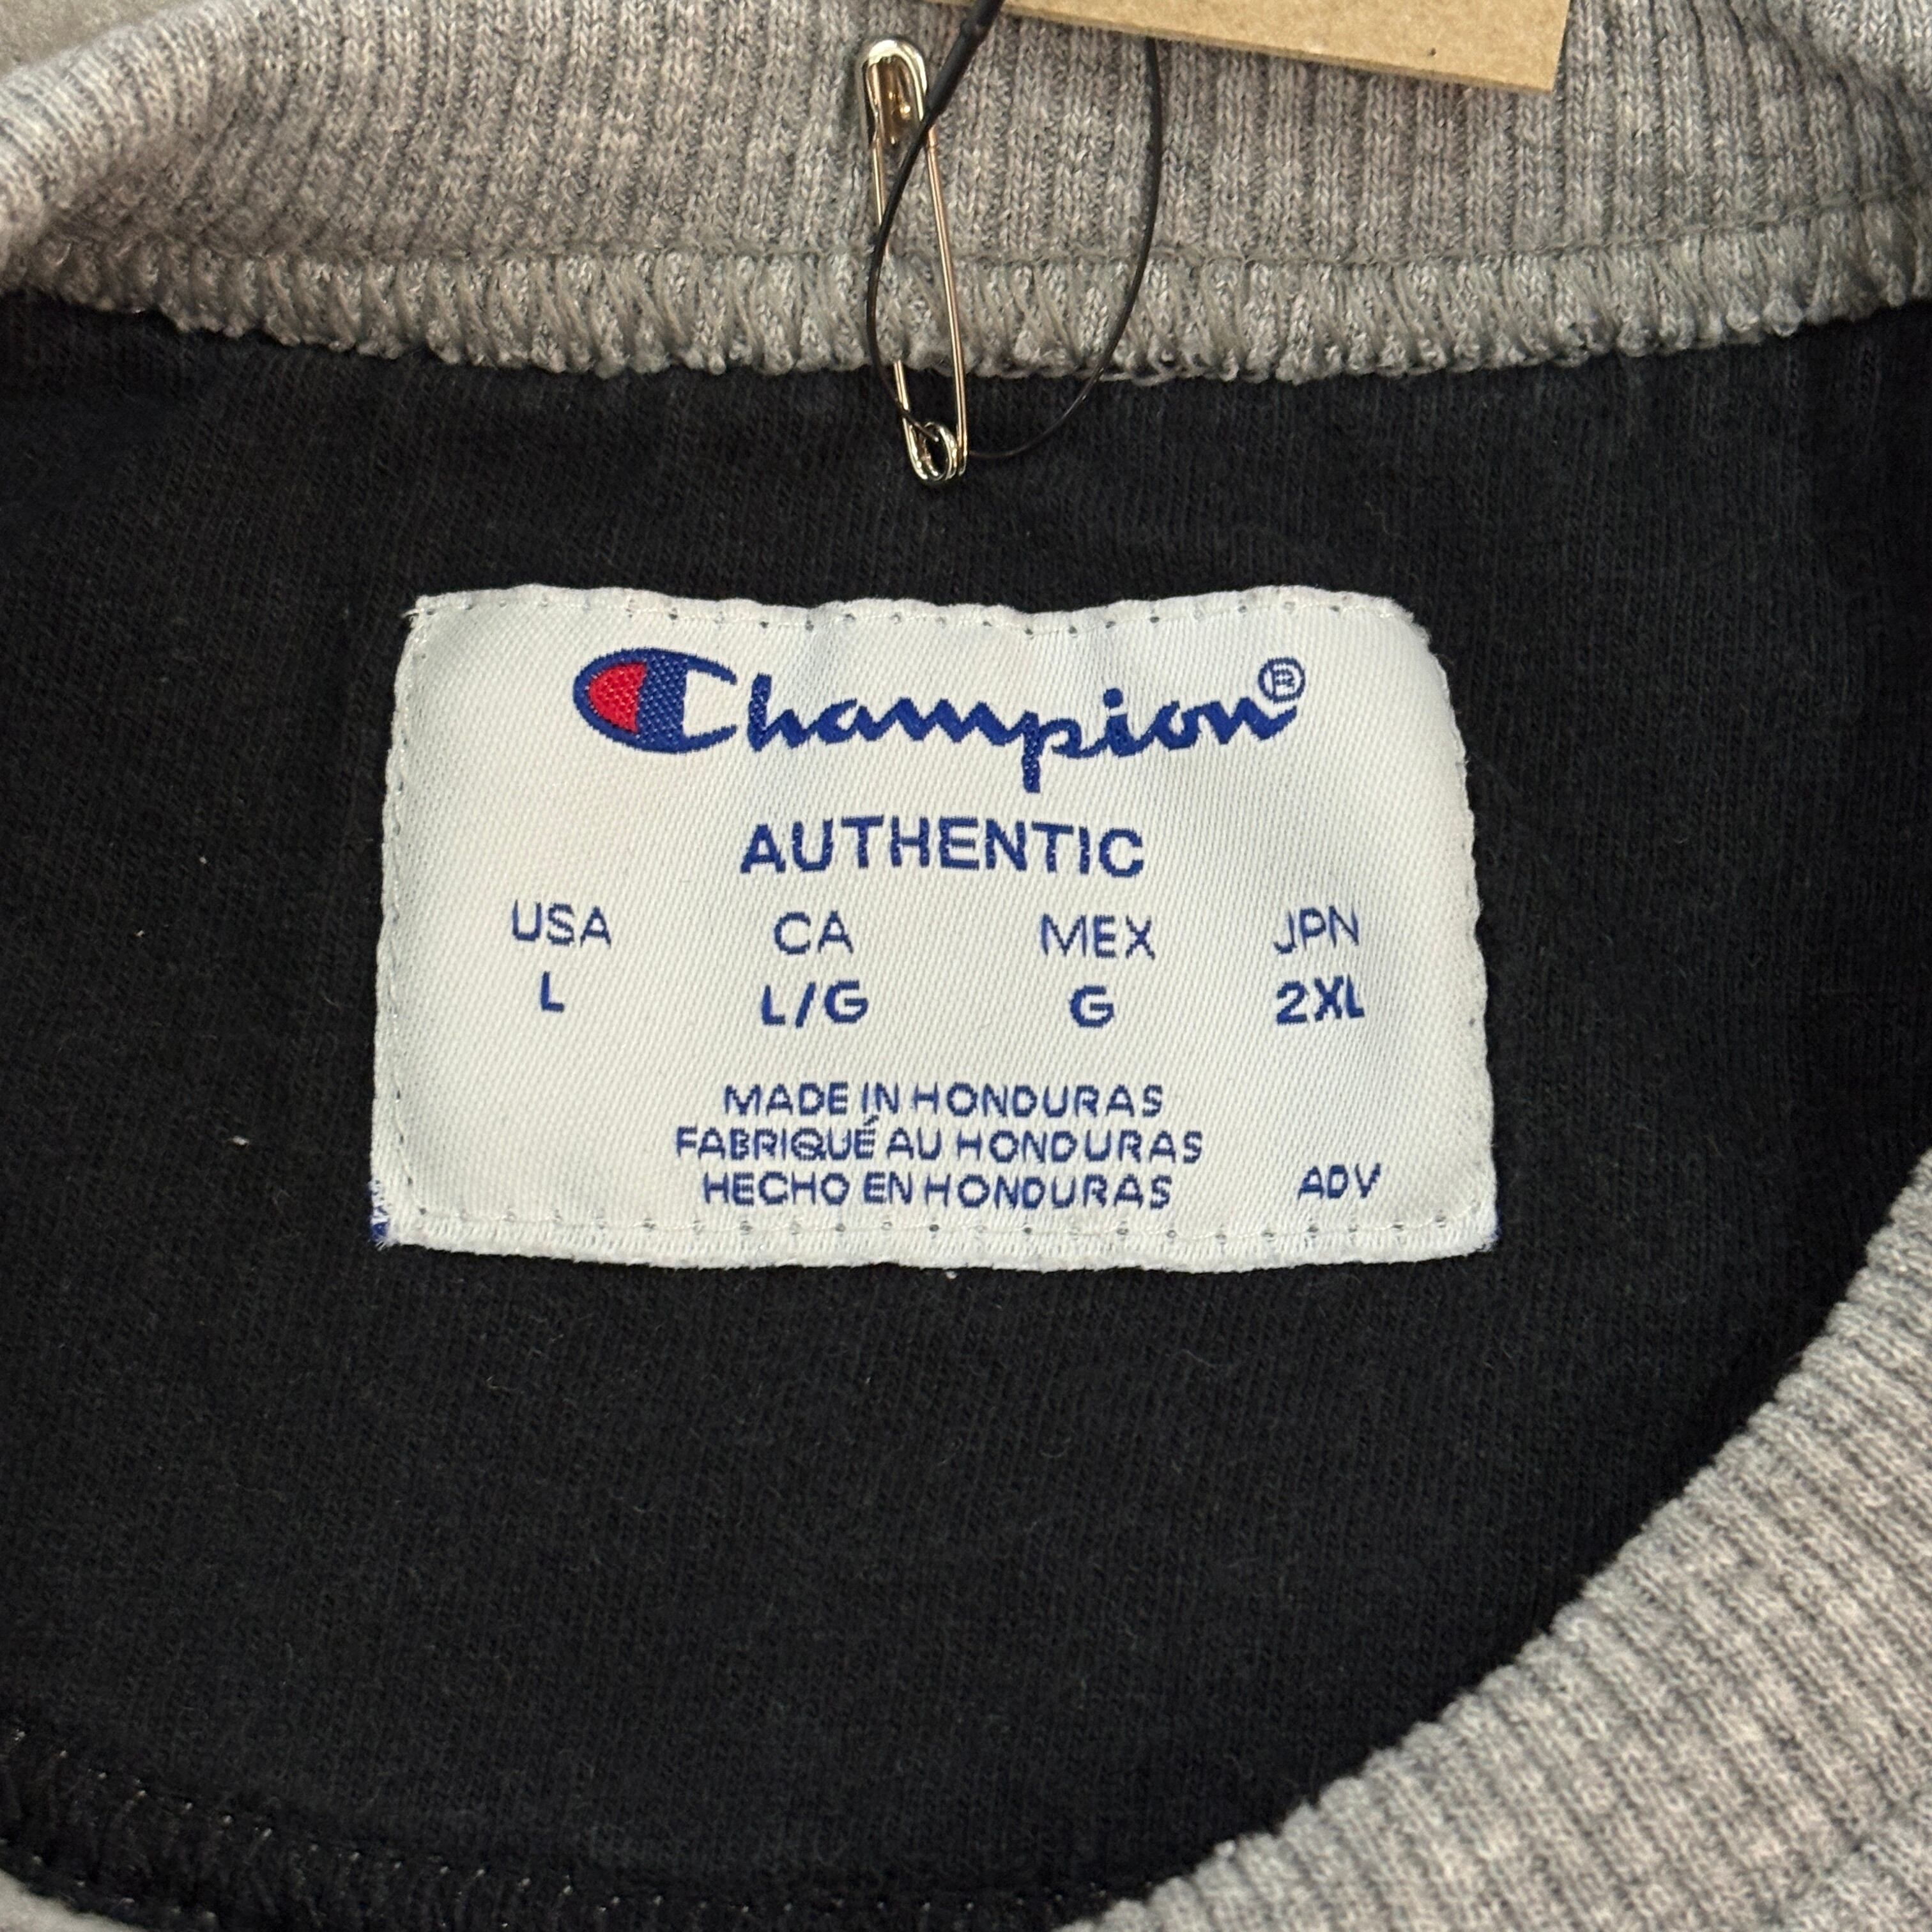 Champion®
AUTHENTIC
USA CA MEX JPN
L L/G G 2XL
MADE IN HONDURAS
FABRIQUÉ AU HONDURAS
HECHO EN HONDURAS ADV